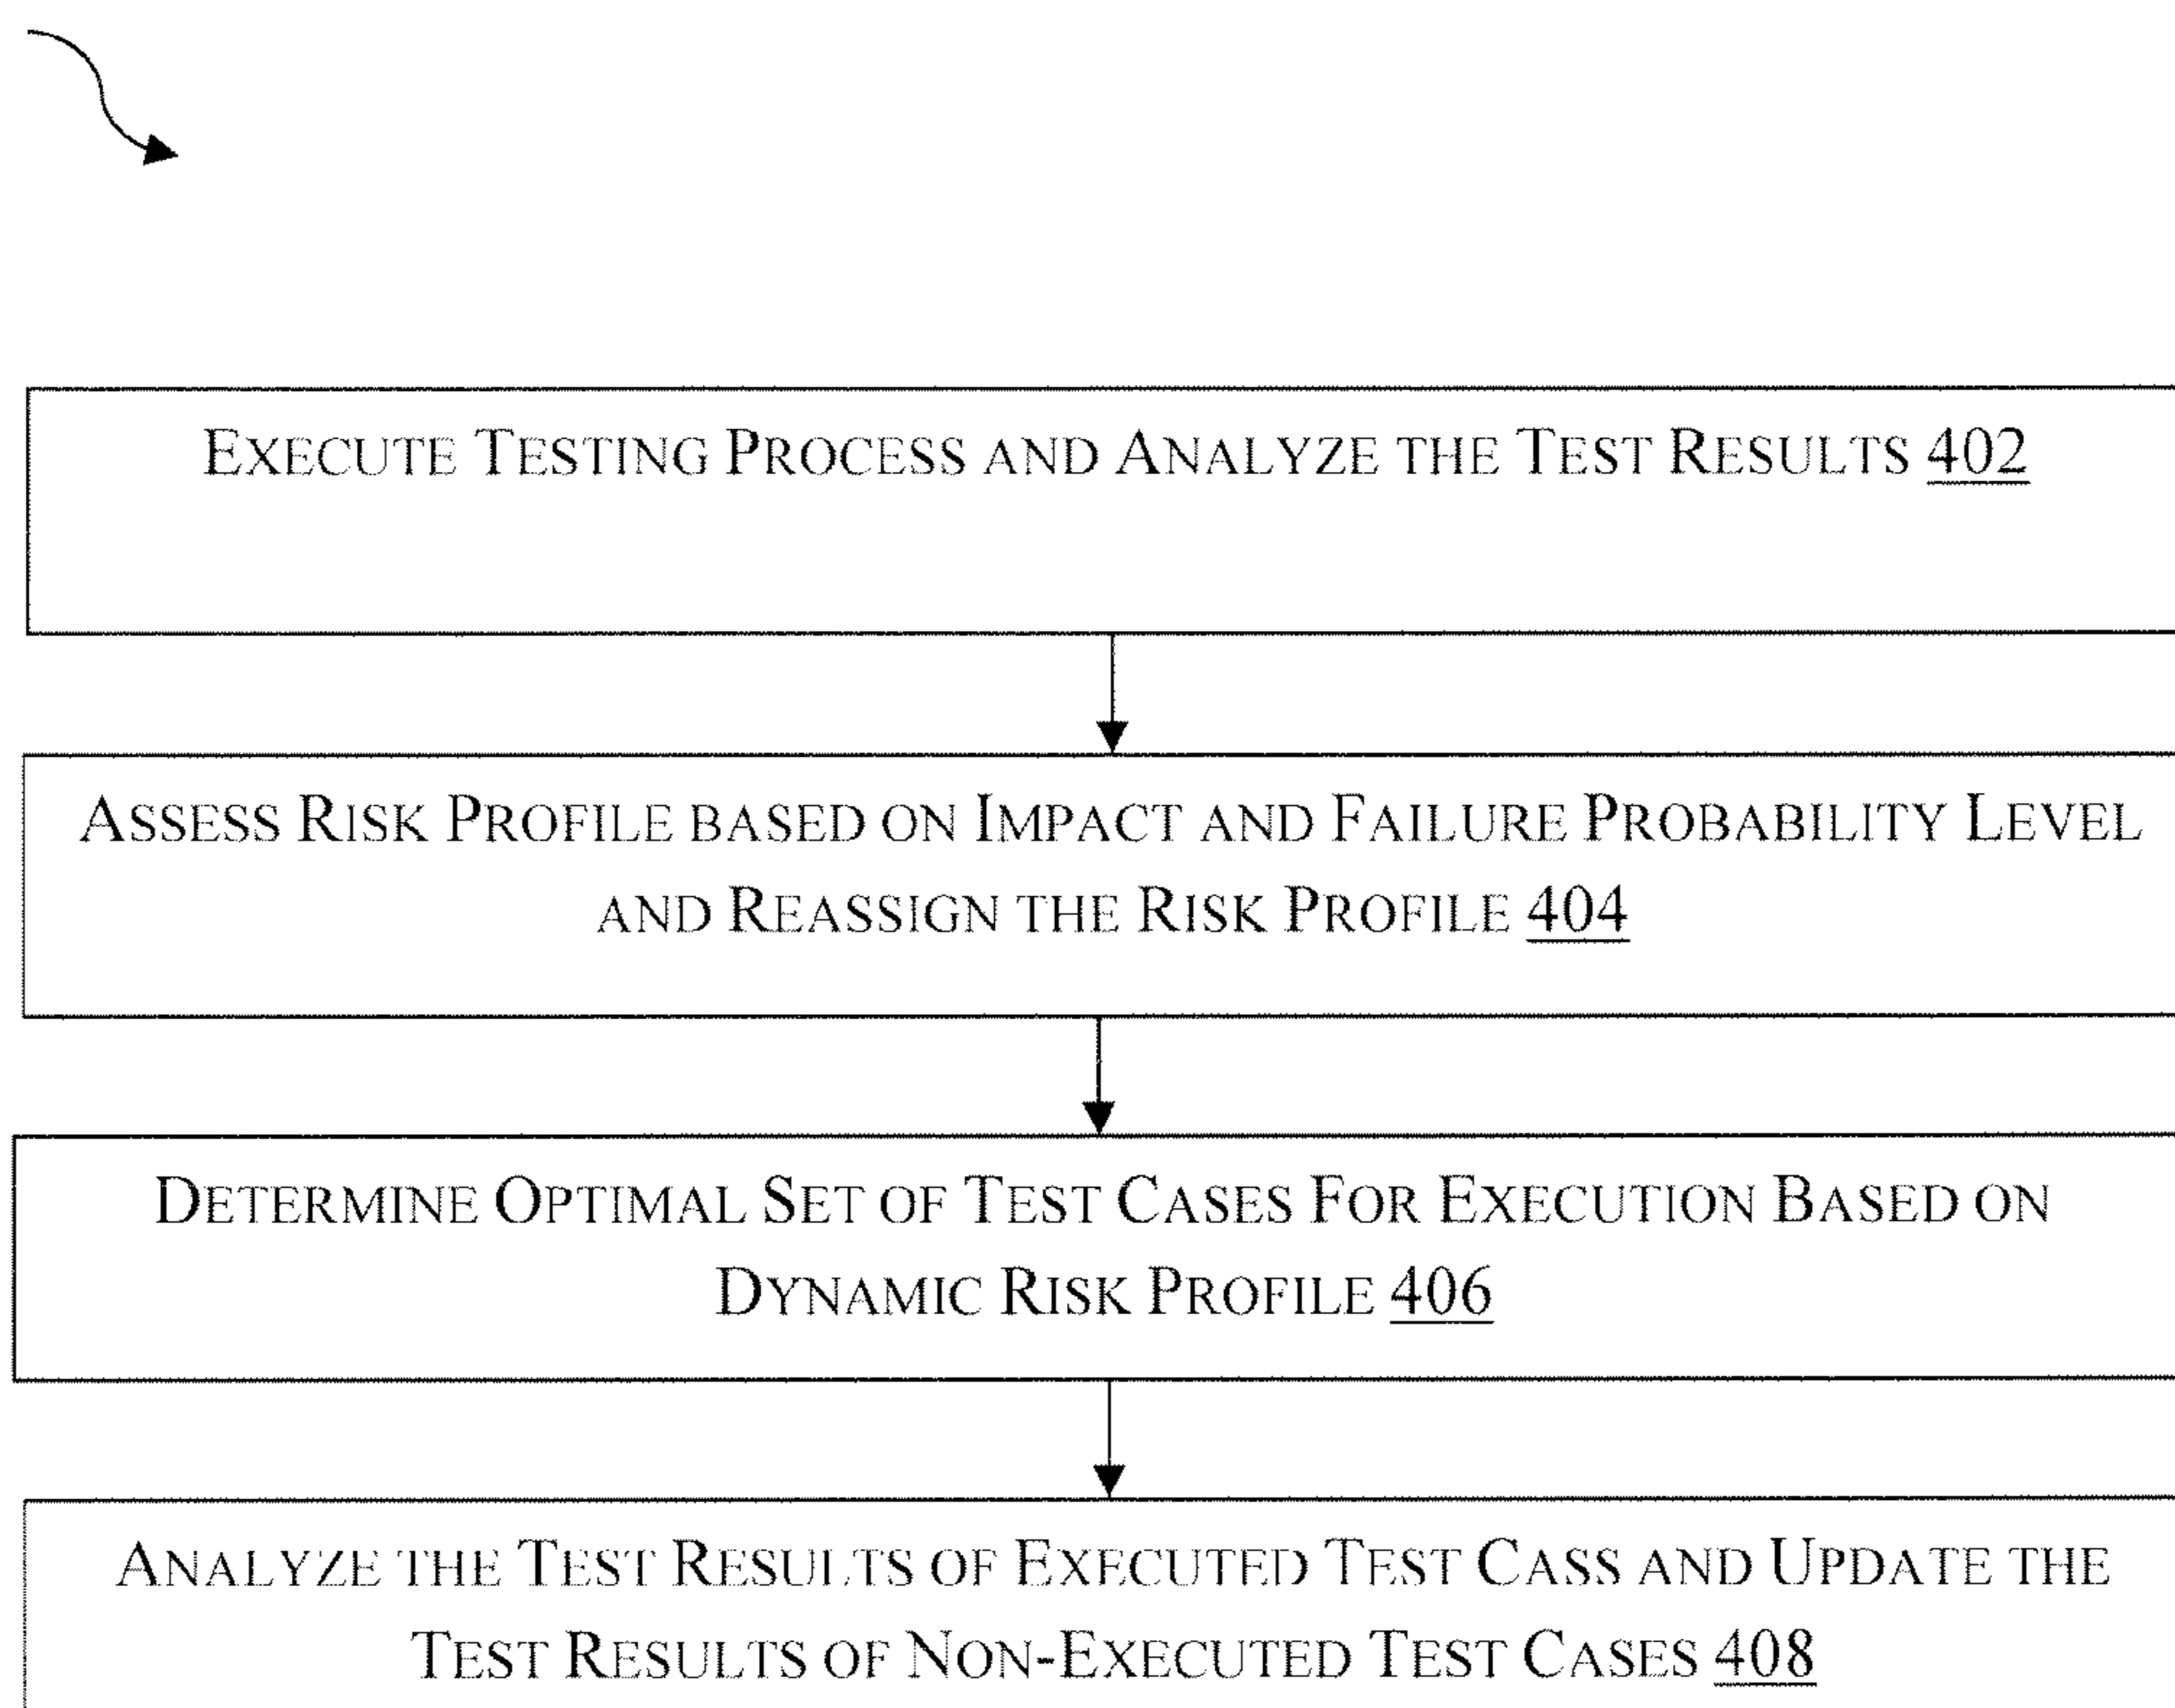 EXECUTE TESTING PROCESS AND ANALYZE THE TEST RESULTS 402
ASSESS RISK PROFILE BASED ON IMPACT AND FAILURE PROBABILITY LEVEL
AND REASSIGN THE RISK PROFILE 404
DETERMINE OPTIMAL SET OF TEST CASES FOR EXECUTION BASED ON
DYNAMIC RISK PROFILE 406
ANALYZE THE TEST RESULTS OF EXECUTED TEST CASS AND UPDATE THE
TEST RESULTS OF NON-EXECUTED TEST CASES 408